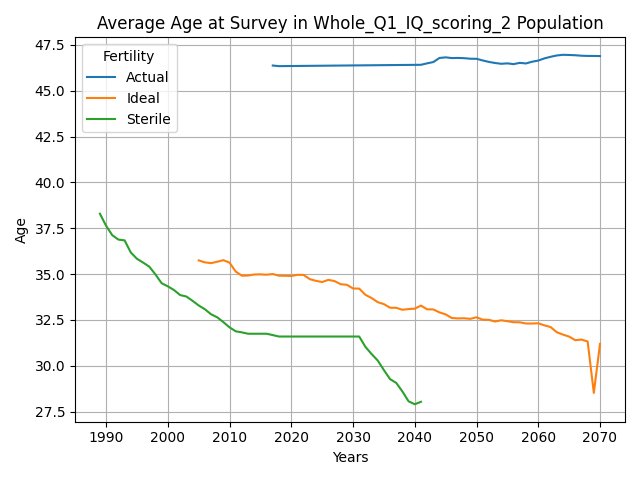 Average Age at Survey in Whole_Q1_IQ_scoring_2 Population
Fertility
Actual
Ideal
Sterile
47.5
45.0
42.5
40.0
37.5
35.0
32.5
30.0
27.5
Age
1990 2000 2010 2020 2030 2040 2050 2060 2070
Years